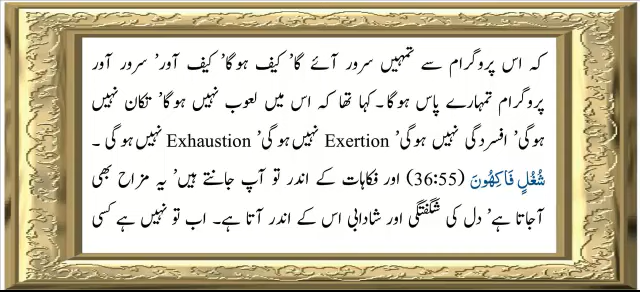 کہ اس پروگرام سے تمہیں سرور آئے گا' کیف ہوگا' کیف آور' سرور آور
پروگرام تمہارے پاس ہوگا۔ کہا تھا کہ اس میں لعوب نہیں ہوگا' تکان نہیں
ہوگی' افسردگی نہیں ہوگی' Exertion نہیں ہوگی' Exhaustion نہیں ہوگی ۔
شُغُلٍ فَاكِهُونَ (36:55) اور فکاہات کے اندر تو آپ جانتے ہیں' یہ مزاح بھی
آجاتا ہے' دل کی شگفتگی اور شادابی اس کے اندر آتا ہے۔ اب تو نہیں ہے کسی